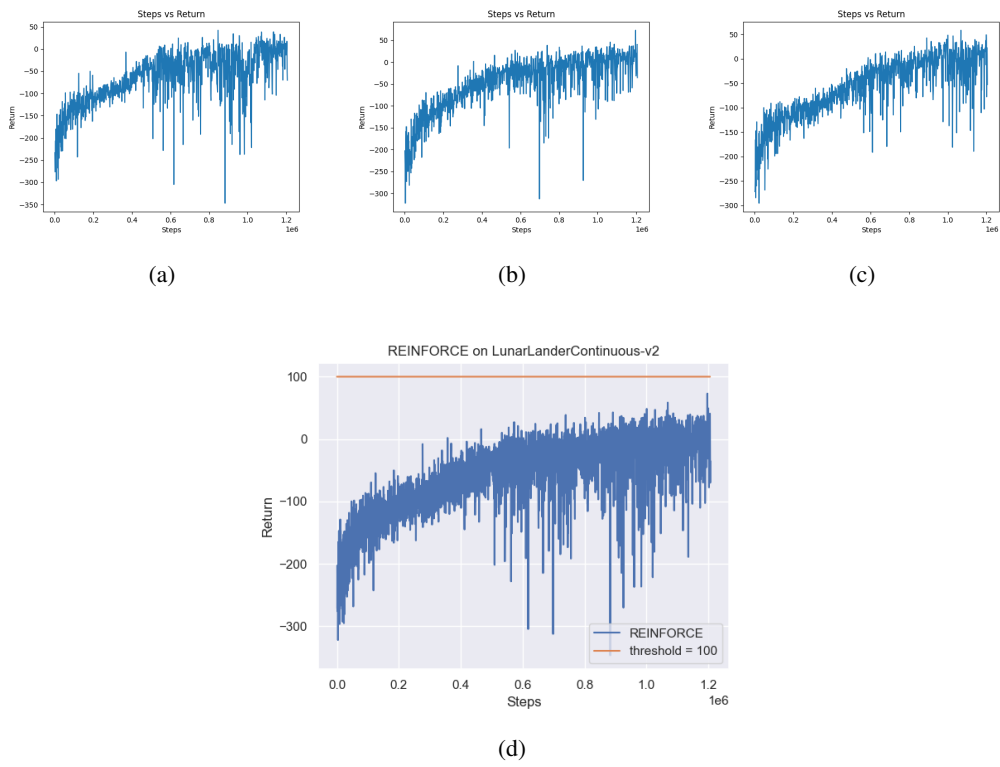 Steps vs Return
Return
50
0
−50
−100
−150
−200
−250
−300
−350
0.0 0.2 0.4 0.6 0.8 1.0 1.2
1e6
Steps
(a)
Steps vs Return
Return
50
0
−50
−100
−150
−200
−250
−300
0.0 0.2 0.4 0.6 0.8 1.0 1.2
1e6
Steps
(b)
Steps vs Return
Return
50
0
−50
−100
−150
−200
−250
−300
0.0 0.2 0.4 0.6 0.8 1.0 1.2
1e6
Steps
(c)
REINFORCE on LunarLanderContinuous-v2
Return
100
0
−100
−200
−300
REINFORCE
threshold = 100
0.0 0.2 0.4 0.6 0.8 1.0 1.2
1e6
Steps
(d)